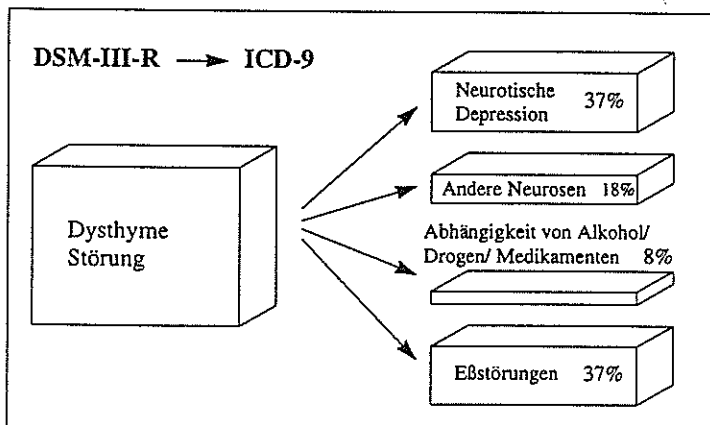 DSM-III-R → ICD-9
Dysthyme
Störung
Neurotische
Depression 37%
Andere Neurosen 18%
Abhängigkeit von Alkohol/
Drogen/ Medikamenten 8%
Eßstörungen 37%